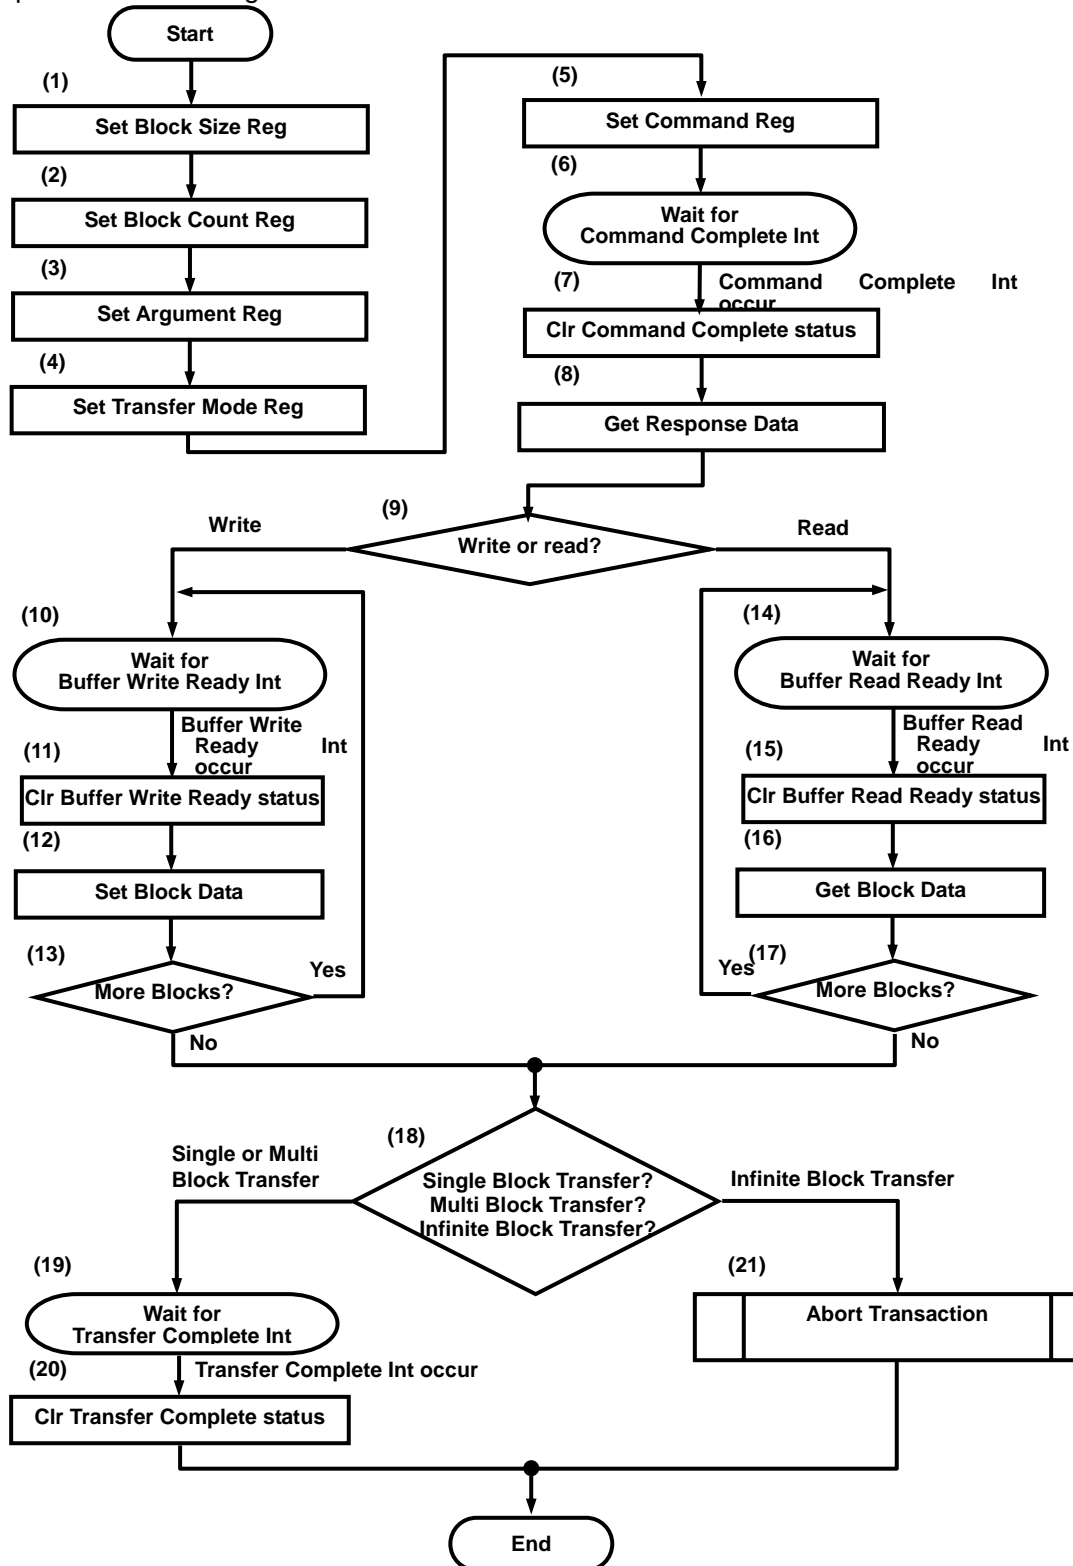 Start
(1)
Set Block Size Reg
(2)
Set Block Count Reg
(3)
Set Argument Reg
(4)
Set Transfer Mode Reg
(5)
Set Command Reg
(6)
Wait for
Command Complete Int
(7)
Command Complete Int
occur
Clr Command Complete status
(8)
Get Response Data
(9)
Write or read?
Write
Read
(10)
Wait for
Buffer Write Ready Int
Buffer Write
Ready Int
occur
(11)
Clr Buffer Write Ready status
(12)
Set Block Data
(13)
More Blocks?
Yes
No
(14)
Wait for
Buffer Read Ready Int
Buffer Read
Ready Int
occur
(15)
Clr Buffer Read Ready status
(16)
Get Block Data
(17)
More Blocks?
Yes
No
(18)
Single Block Transfer?
Multi Block Transfer?
Infinite Block Transfer?
Single or Multi
Block Transfer
Infinite Block Transfer
(19)
Wait for
Transfer Complete Int
(20)
Transfer Complete Int occur
Clr Transfer Complete status
(21)
Abort Transaction
End